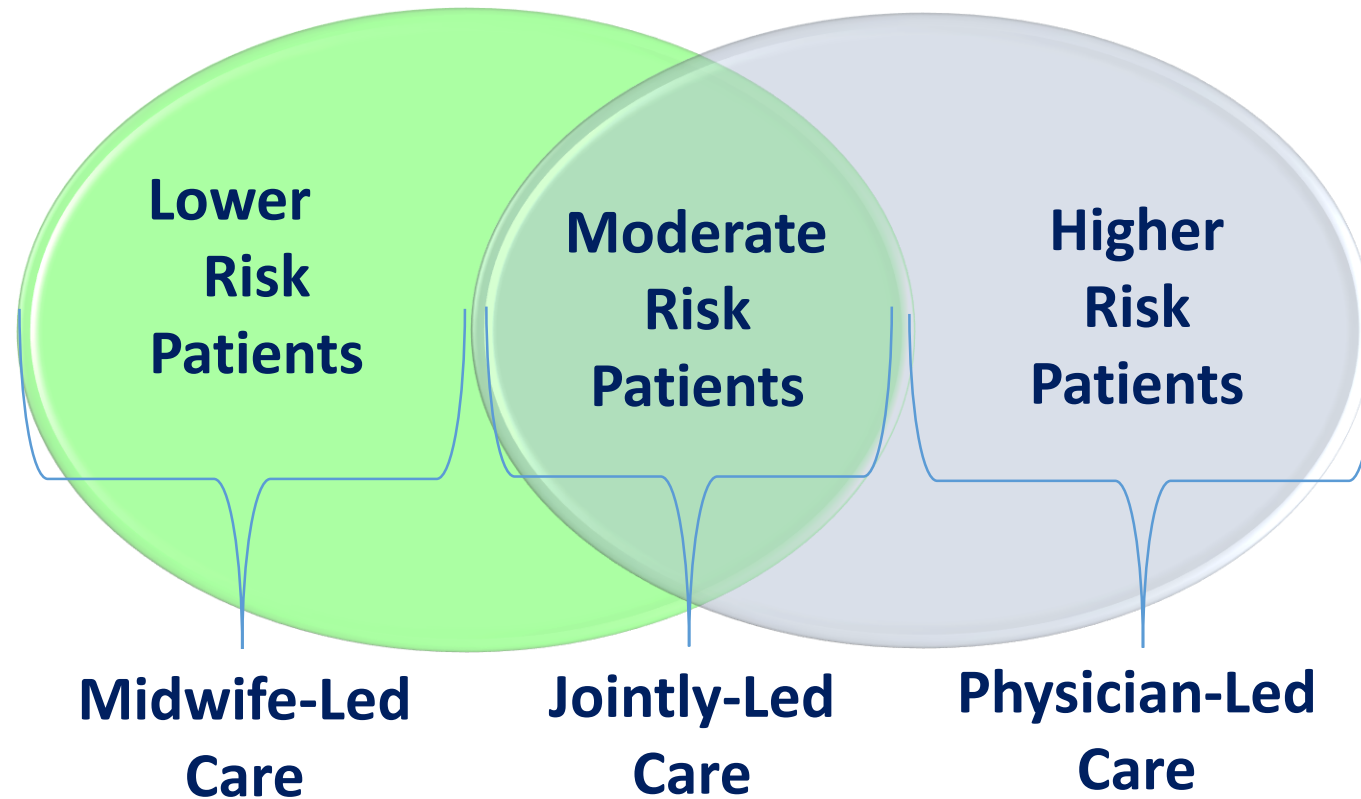 Lower
Risk
Patients
Moderate
Risk
Patients
Higher
Risk
Patients
Midwife-Led
Care
Jointly-Led
Care
Physician-Led
Care